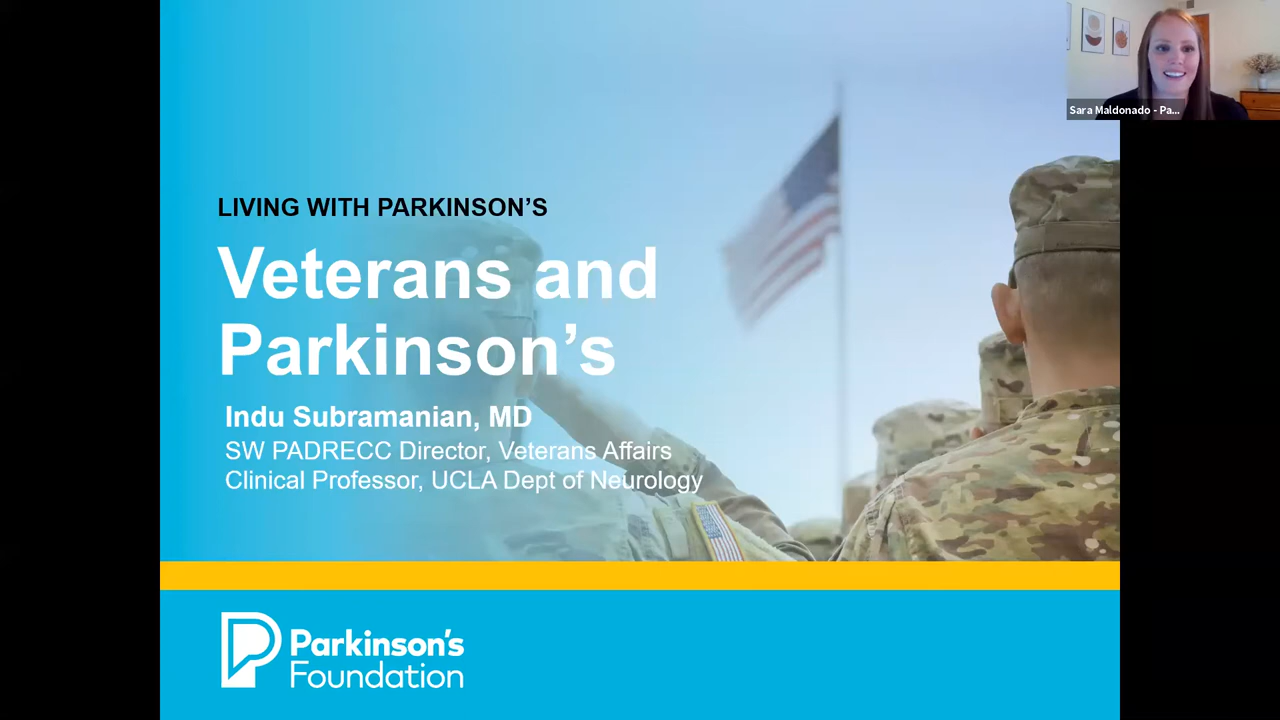 Sara Maldonado - Pa...
LIVING WITH PARKINSON'S
Veterans and
Parkinson's
Indu Subramanian, MD
SW PADRECC Director, Veterans Affairs
Clinical Professor, UCLA Dept of Neurology
Parkinson's
Foundation